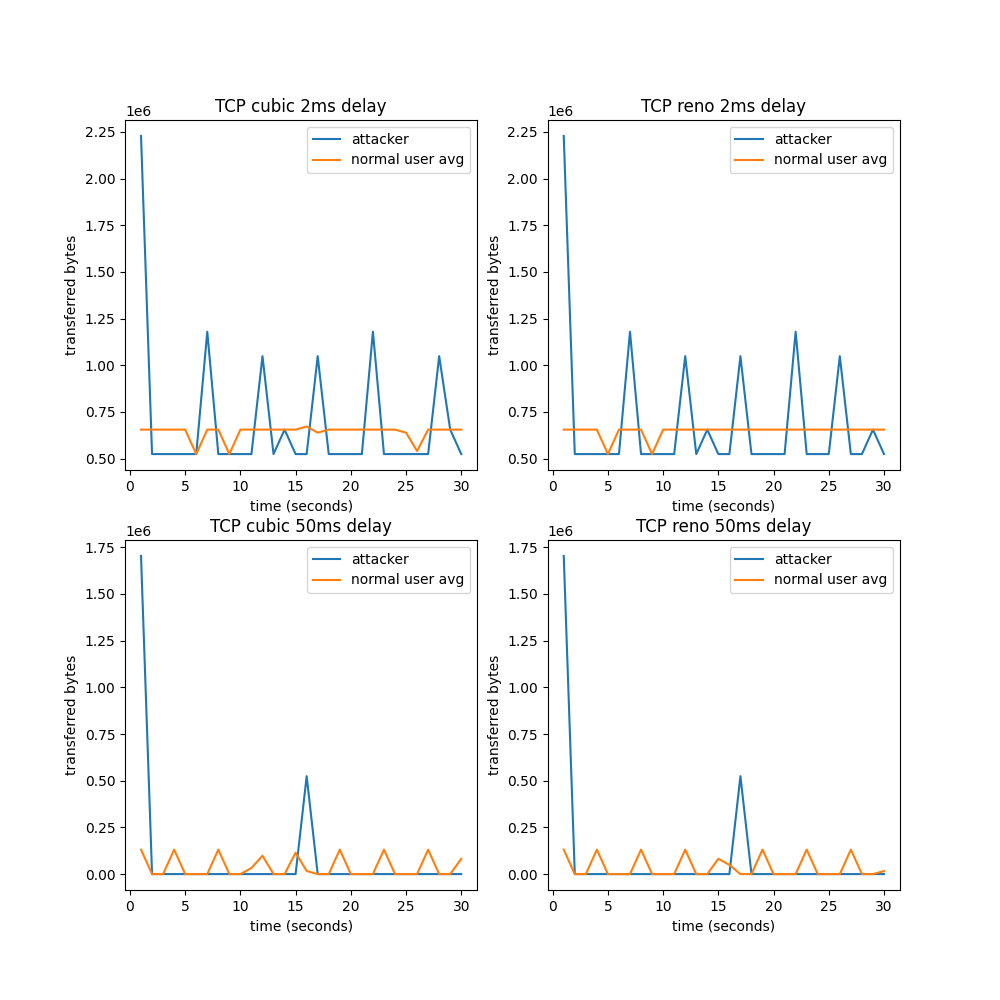 TCP cubic 2ms delay
1e6
attacker
normal user avg
transferred bytes
2.25
2.00
1.75
1.50
1.25
1.00
0.75
0.50
0 5 10 15 20 25 30
time (seconds)
TCP reno 2ms delay
1e6
attacker
normal user avg
transferred bytes
2.25
2.00
1.75
1.50
1.25
1.00
0.75
0.50
0 5 10 15 20 25 30
time (seconds)
TCP cubic 50ms delay
1e6
attacker
normal user avg
transferred bytes
1.75
1.50
1.25
1.00
0.75
0.50
0.25
0.00
0 5 10 15 20 25 30
time (seconds)
TCP reno 50ms delay
1e6
attacker
normal user avg
transferred bytes
1.75
1.50
1.25
1.00
0.75
0.50
0.25
0.00
0 5 10 15 20 25 30
time (seconds)